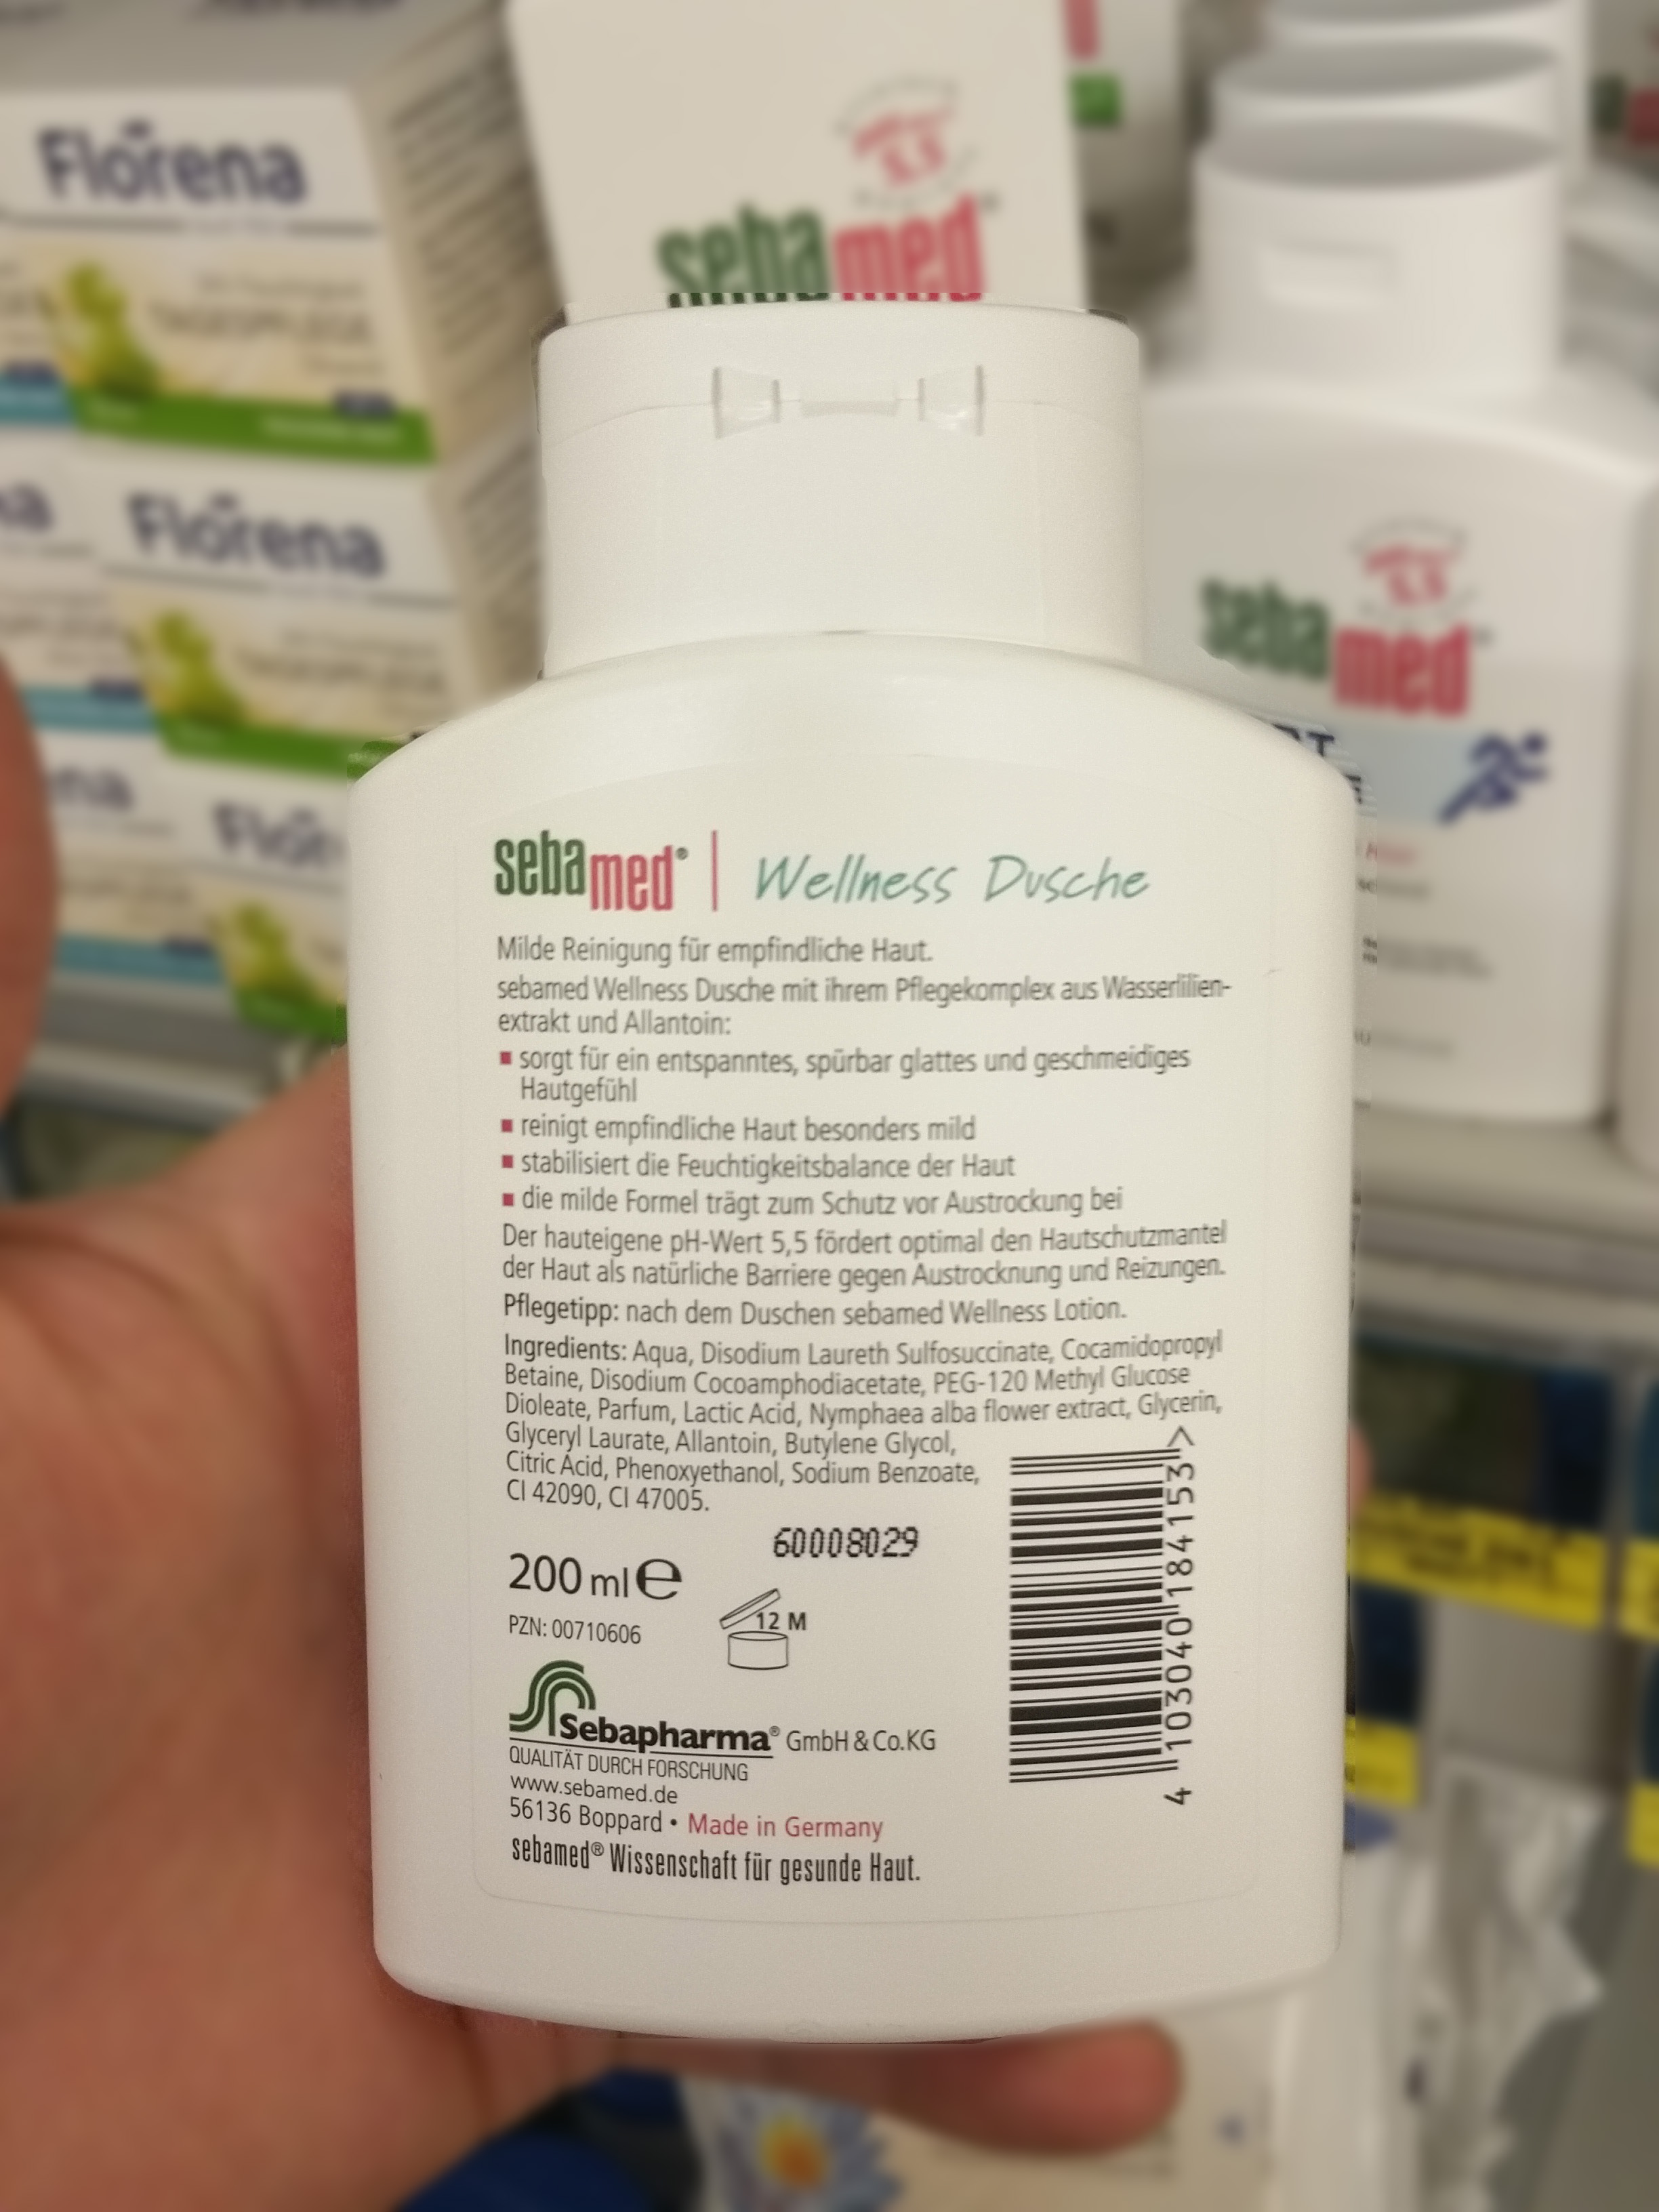 Florena
5.5
sebamed®
TAGESPFLEGE
Florena
5.5
sebamed
sebamed® | Wellness Dusche
Milde Reinigung für empfindliche Haut.
sebamed Wellness Dusche mit ihrem Pflegekomplex aus Wasserlilien-
extrakt und Allantoin:
▪ sorgt für ein entspanntes, spürbar glattes und geschmeidiges
Hautgefühl
▪ reinigt empfindliche Haut besonders mild
▪ stabilisiert die Feuchtigkeitsbalance der Haut
▪ die milde Formel trägt zum Schutz vor Austrockung bei
Der hauteigene pH-Wert 5,5 fördert optimal den Hautschutzmantel
der Haut als natürliche Barriere gegen Austrocknung und Reizungen.
Pflegetipp: nach dem Duschen sebamed Wellness Lotion.
Ingredients: Aqua, Disodium Laureth Sulfosuccinate, Cocamidopropyl
Betaine, Disodium Cocoamphodiacetate, PEG-120 Methyl Glucose
Dioleate, Parfum, Lactic Acid, Nymphaea alba flower extract, Glycerin,
Glyceryl Laurate, Allantoin, Butylene Glycol,
Citric Acid, Phenoxyethanol, Sodium Benzoate,
CI 42090, CI 47005.
60008029
200 ml e
12 M
PZN: 00710606
Sebapharma® GmbH & Co.KG
QUALITÄT DURCH FORSCHUNG
www.sebamed.de
56136 Boppard • Made in Germany
sebamed® Wissenschaft für gesunde Haut.
4 103040 184153 >